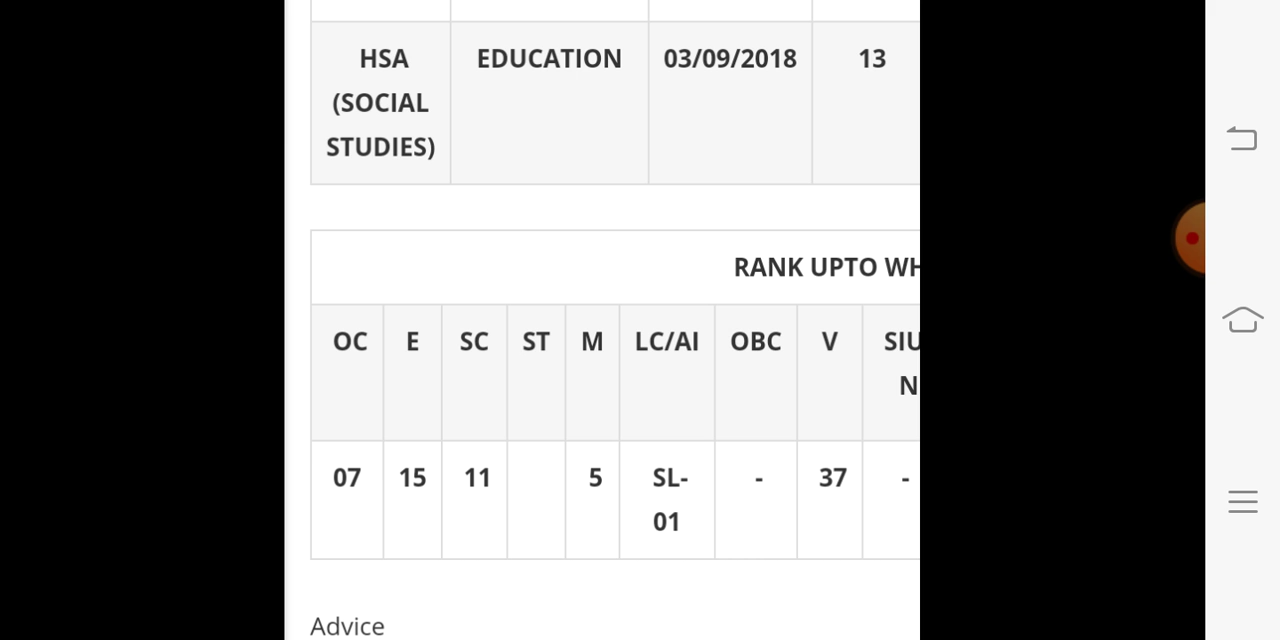 HSA EDUCATION 03/09/2018 13
(SOCIAL
STUDIES)
RANK UPTO
OC E SC ST M LC/AI OBC V SIU
N
07 15 11 5 SL- - 37 -
01
Advice